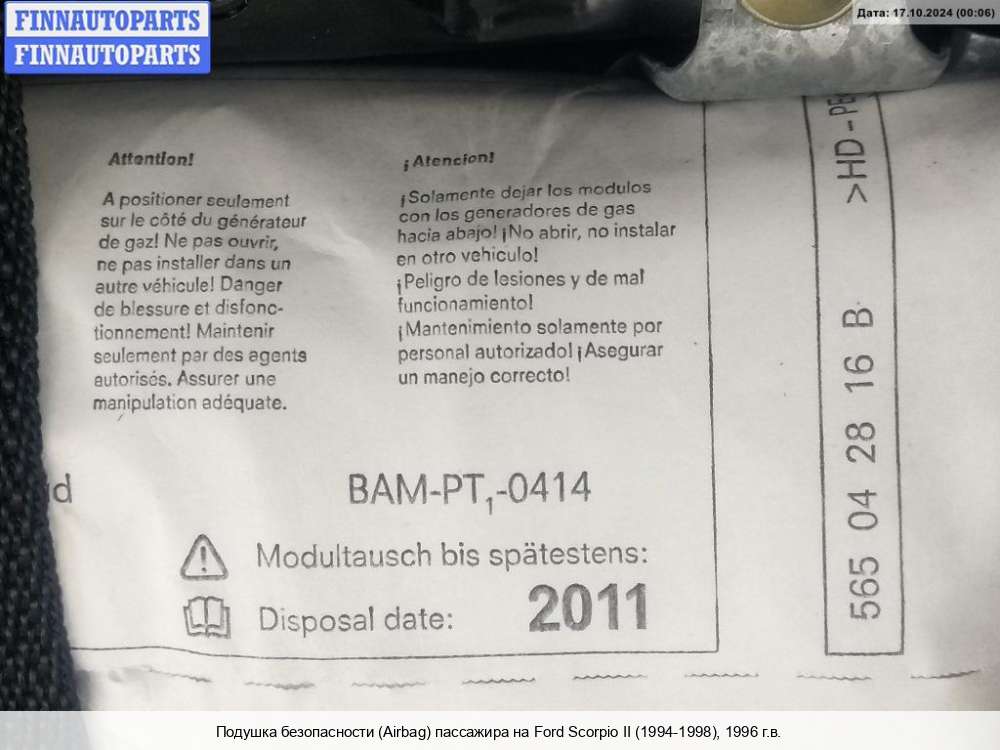 FINNAUTOPARTS
FINNAUTOPARTS
Дата: 17.10.2024 (00:06)
Attention!
A positioner seulement
sur le côté du générateur
de gaz! Ne pas ouvrir,
ne pas installer dans un
autre véhicule! Danger
de blessure et disfonc-
tionnement! Maintenir
seulement par des agents
autorisés. Assurer une
manipulation adéquate.
¡Atencion!
¡Solamente dejar los modulos
con los generadores de gas
hacia abajo! ¡No abrir, no instalar
en otro vehiculo!
¡Peligro de lesiones y de mal
funcionamiento!
¡Mantenimiento solamente por
personal autorizado! ¡Asegurar
un manejo correcto!
BAM-PT₁-0414
Modultausch bis spätestens:
Disposal date: 2011
565 04 28 16 B >HD-PE
Подушка безопасности (Airbag) пассажира на Ford Scorpio II (1994-1998), 1996 г.в.